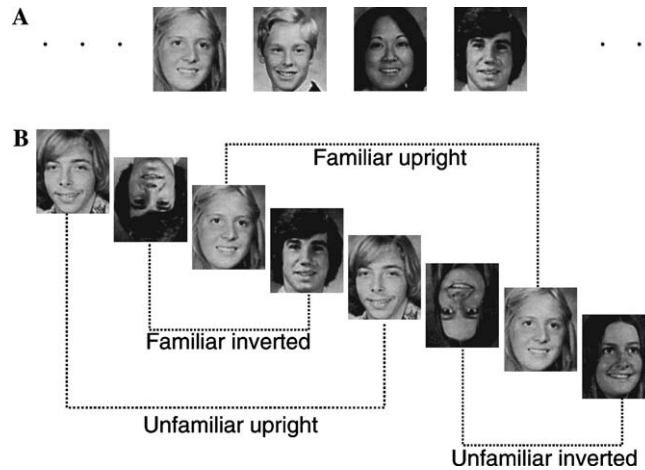 A
B
Familiar upright
Familiar inverted
Unfamiliar upright
Unfamiliar inverted